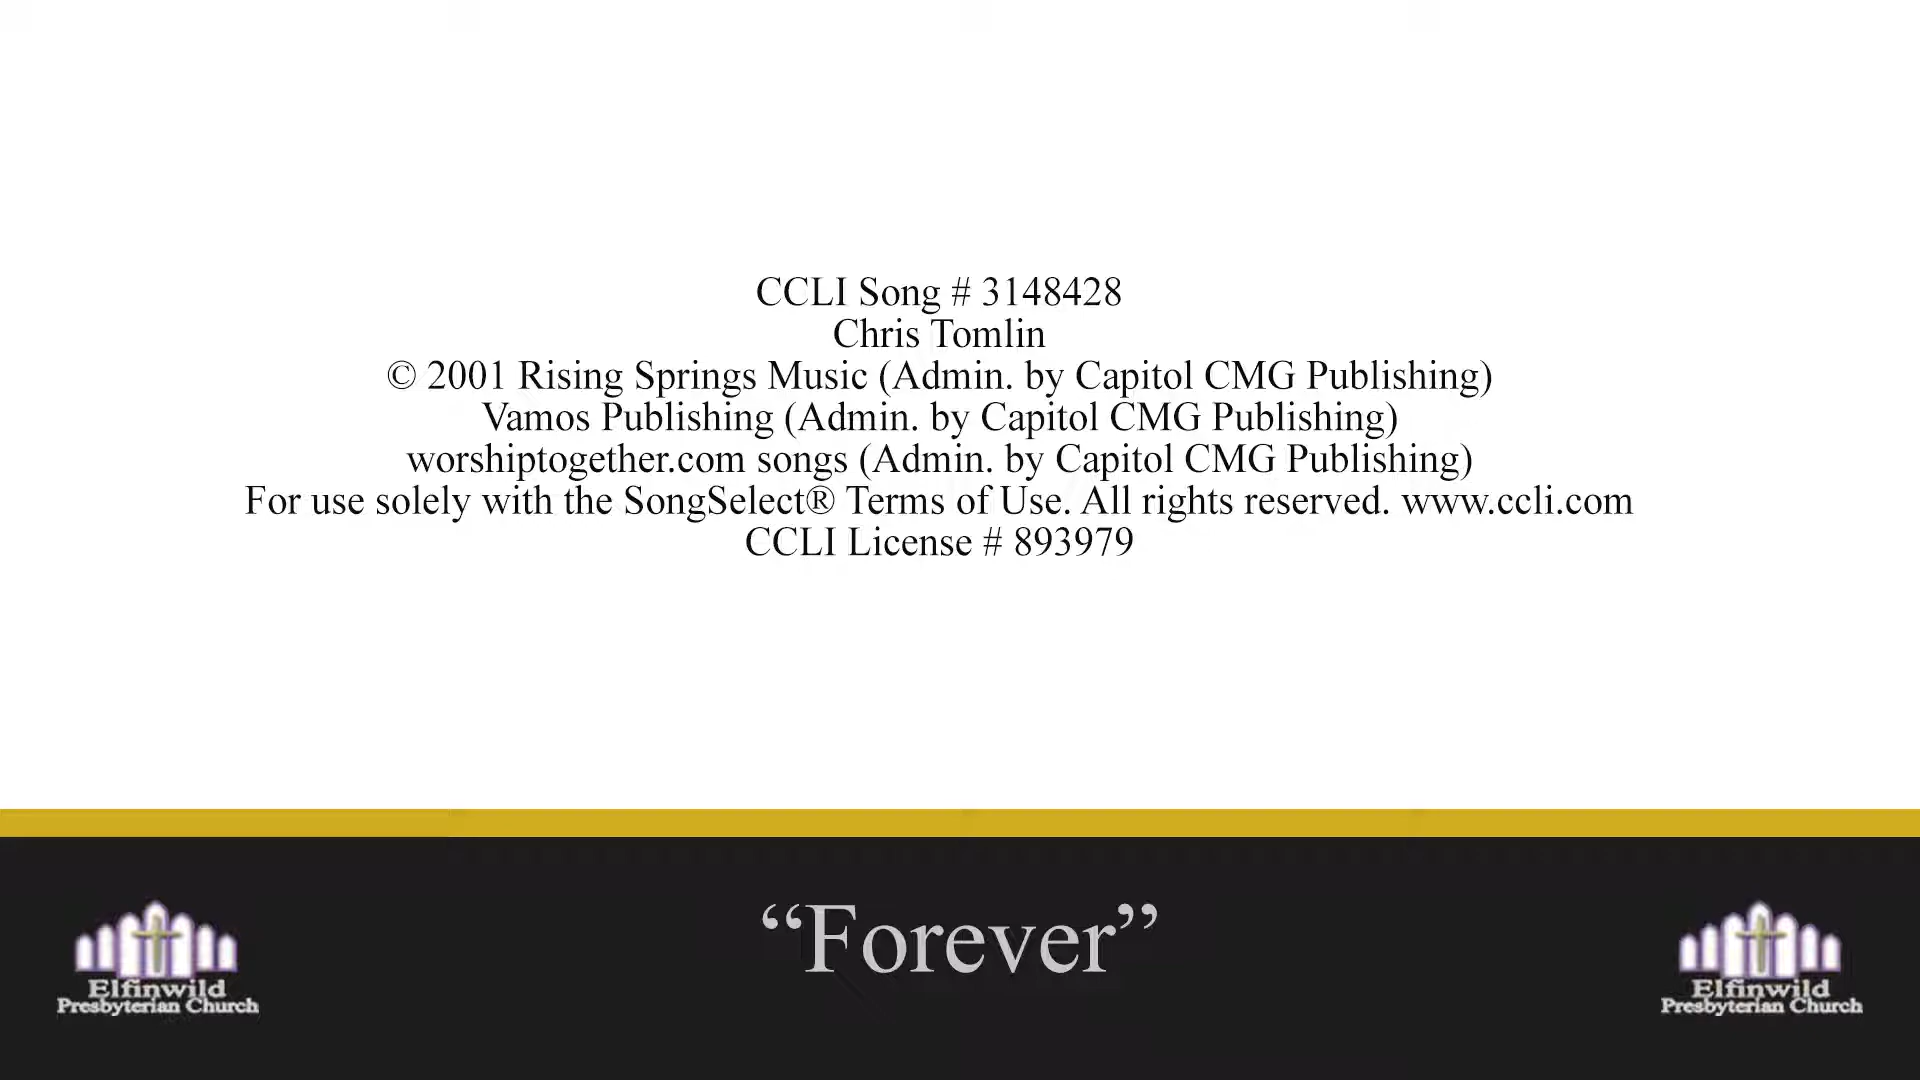 CCLI Song # 3148428
Chris Tomlin
© 2001 Rising Springs Music (Admin. by Capitol CMG Publishing)
Vamos Publishing (Admin. by Capitol CMG Publishing)
worshiptogether.com songs (Admin. by Capitol CMG Publishing)
For use solely with the SongSelect® Terms of Use. All rights reserved. www.ccli.com
CCLI License # 893979
“Forever”
Elfinwild
Presbyterian Church
Elfinwild
Presbyterian Church